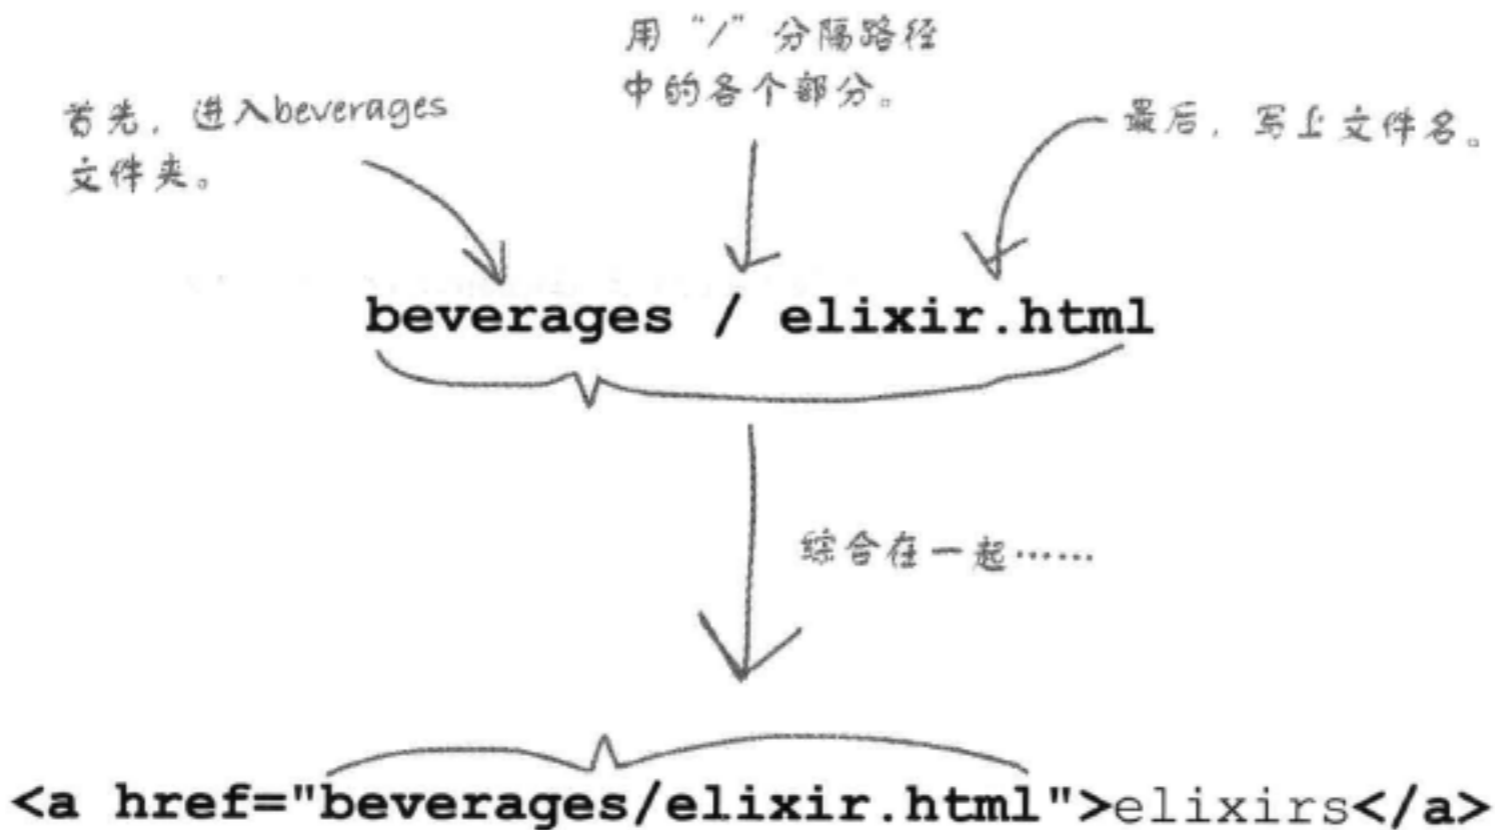 用“/”分隔路径
中的各个部分。
首先，进入beverages
文件夹。
最后，写上文件名。
beverages / elixir.html
综合在一起……
<a href="beverages/elixir.html">elixirs</a>